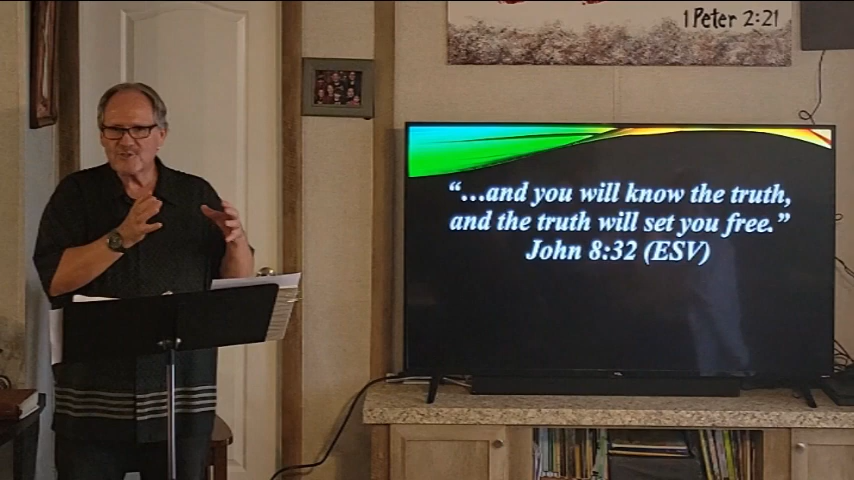 1 Peter 2:21
“...and you will know the truth,
and the truth will set you free.”
John 8:32 (ESV)